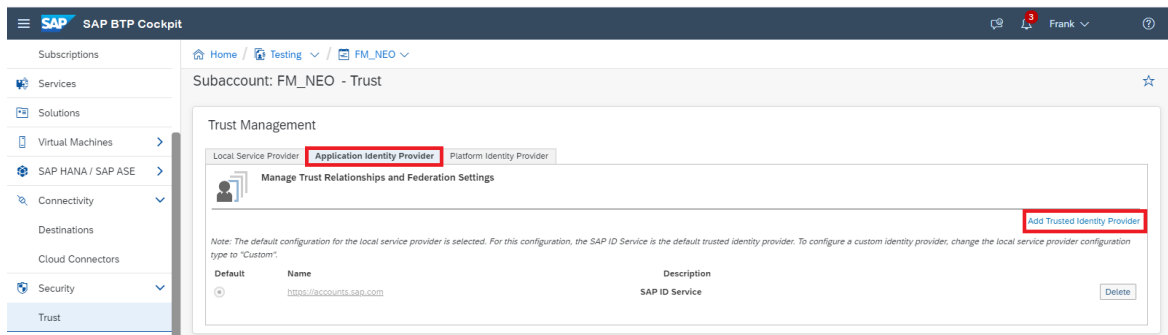 SAP SAP BTP Cockpit
3
Frank
Subscriptions
Services
Solutions
Virtual Machines
SAP HANA / SAP ASE
Connectivity
Destinations
Cloud Connectors
Security
Trust
Home / Testing / FM_NEO
Subaccount: FM_NEO - Trust
Trust Management
Local Service Provider Application Identity Provider Platform Identity Provider
Manage Trust Relationships and Federation Settings
Add Trusted Identity Provider
Note: The default configuration for the local service provider is selected. For this configuration, the SAP ID Service is the default trusted identity provider. To configure a custom identity provider, change the local service provider configuration
type to "Custom".
Default Name Description
https://accounts.sap.com SAP ID Service Delete